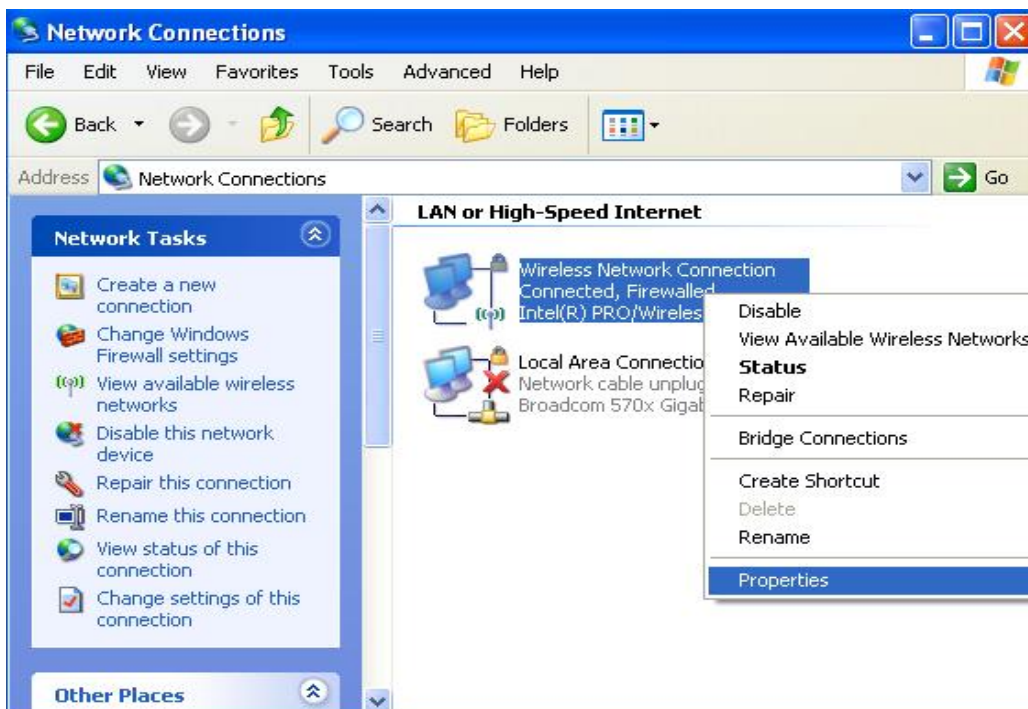 Network Connections
File Edit View Favorites Tools Advanced Help
Back Search Folders
Address Network Connections Go
Network Tasks
Create a new
connection
Change Windows
Firewall settings
View available wireless
networks
Disable this network
device
Repair this connection
Rename this connection
View status of this
connection
Change settings of this
connection
Other Places
LAN or High-Speed Internet
Wireless Network Connection
Connected, Firewalled
Intel(R) PRO/Wireles
Local Area Connectio
Network cable unplug
Broadcom 570x Gigab
Disable
View Available Wireless Networks
Status
Repair
Bridge Connections
Create Shortcut
Delete
Rename
Properties